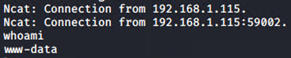 Ncat: Connection from 192.168.1.115.
Ncat: Connection from 192.168.1.115:59002.
whoami
www-data